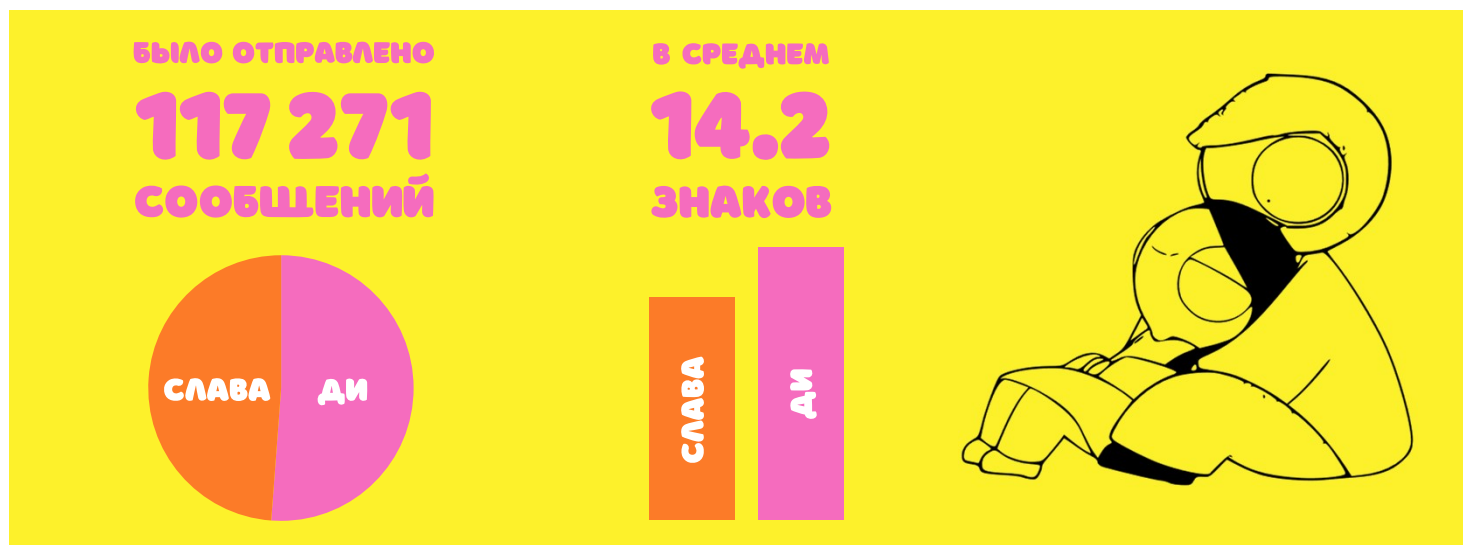 БЫЛО ОТПРАВЛЕНО
117 271
СООБЩЕНИЙ
СЛАВА
ДИ
В СРЕДНЕМ
14.2
ЗНАКОВ
СЛАВА
ДИ